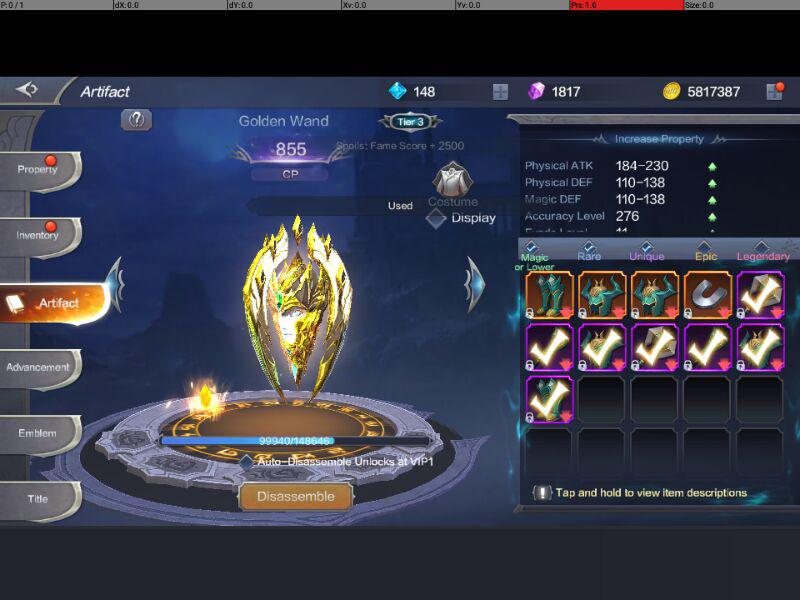 P: 0 / 1
dX: 0.0
dY: 0.0
Xv: 0.0
Yv: 0.0
Prs: 1.0
Size: 0.0
Artifact
148
1817
5817387
Golden Wand
Tier 3
Increase Property
855
CP
Spoils: Fame Score + 2500
Physical ATK 184-230
Physical DEF 110-138
Magic DEF 110-138
Accuracy Level 276
Property
Costume
Used
Display
Inventory
Magic or Lower
Rare
Unique
Epic
Legendary
Artifact
Advancement
Emblem
99940/148646
Auto-Disassemble Unlocks at VIP1
Title
Disassemble
Tap and hold to view item descriptions